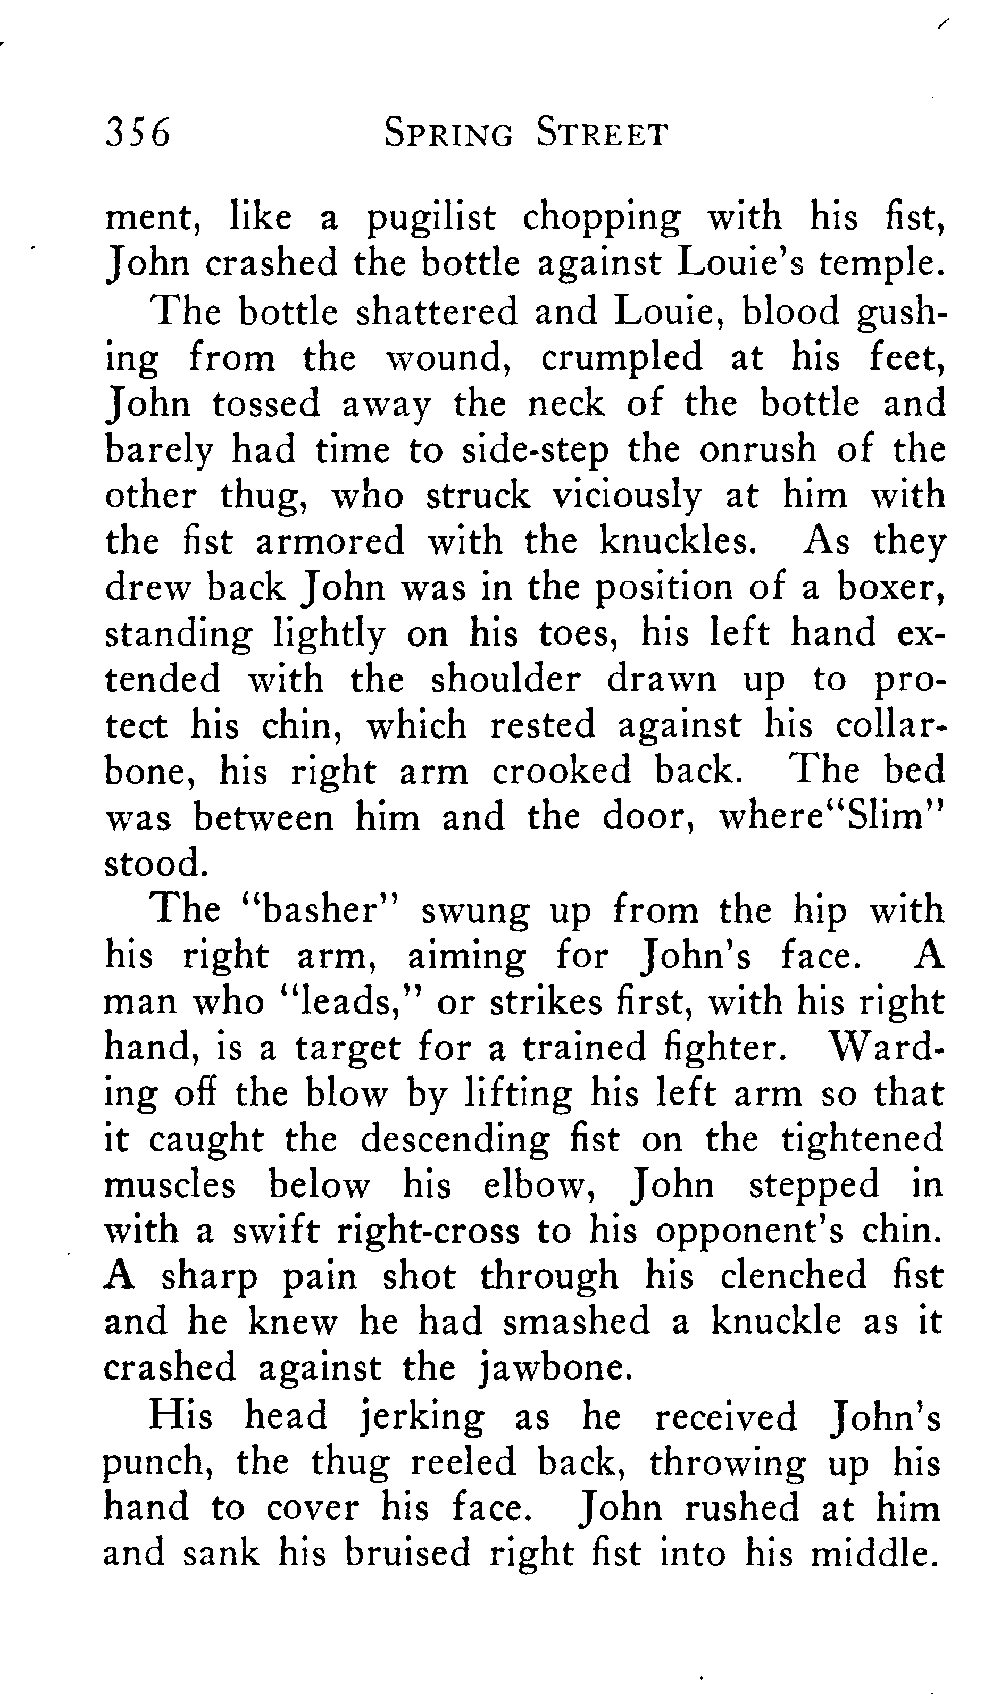 356 SPRING STREET
ment, like a pugilist chopping with his fist,
John crashed the bottle against Louie's temple.
The bottle shattered and Louie, blood gush-
ing from the wound, crumpled at his feet,
John tossed away the neck of the bottle and
barely had time to side-step the onrush of the
other thug, who struck viciously at him with
the fist armored with the knuckles. As they
drew back John was in the position of a boxer,
standing lightly on his toes, his left hand ex-
tended with the shoulder drawn up to pro-
tect his chin, which rested against his collar-
bone, his right arm crooked back. The bed
was between him and the door, where“Slim”
stood.
The “basher” swung up from the hip with
his right arm, aiming for John's face. A
man who “leads,” or strikes first, with his right
hand, is a target for a trained fighter. Ward-
ing off the blow by lifting his left arm so that
it caught the descending fist on the tightened
muscles below his elbow, John stepped in
with a swift right-cross to his opponent's chin.
A sharp pain shot through his clenched fist
and he knew he had smashed a knuckle as it
crashed against the jawbone.
His head jerking as he received John's
punch, the thug reeled back, throwing up his
hand to cover his face. John rushed at him
and sank his bruised right fist into his middle.